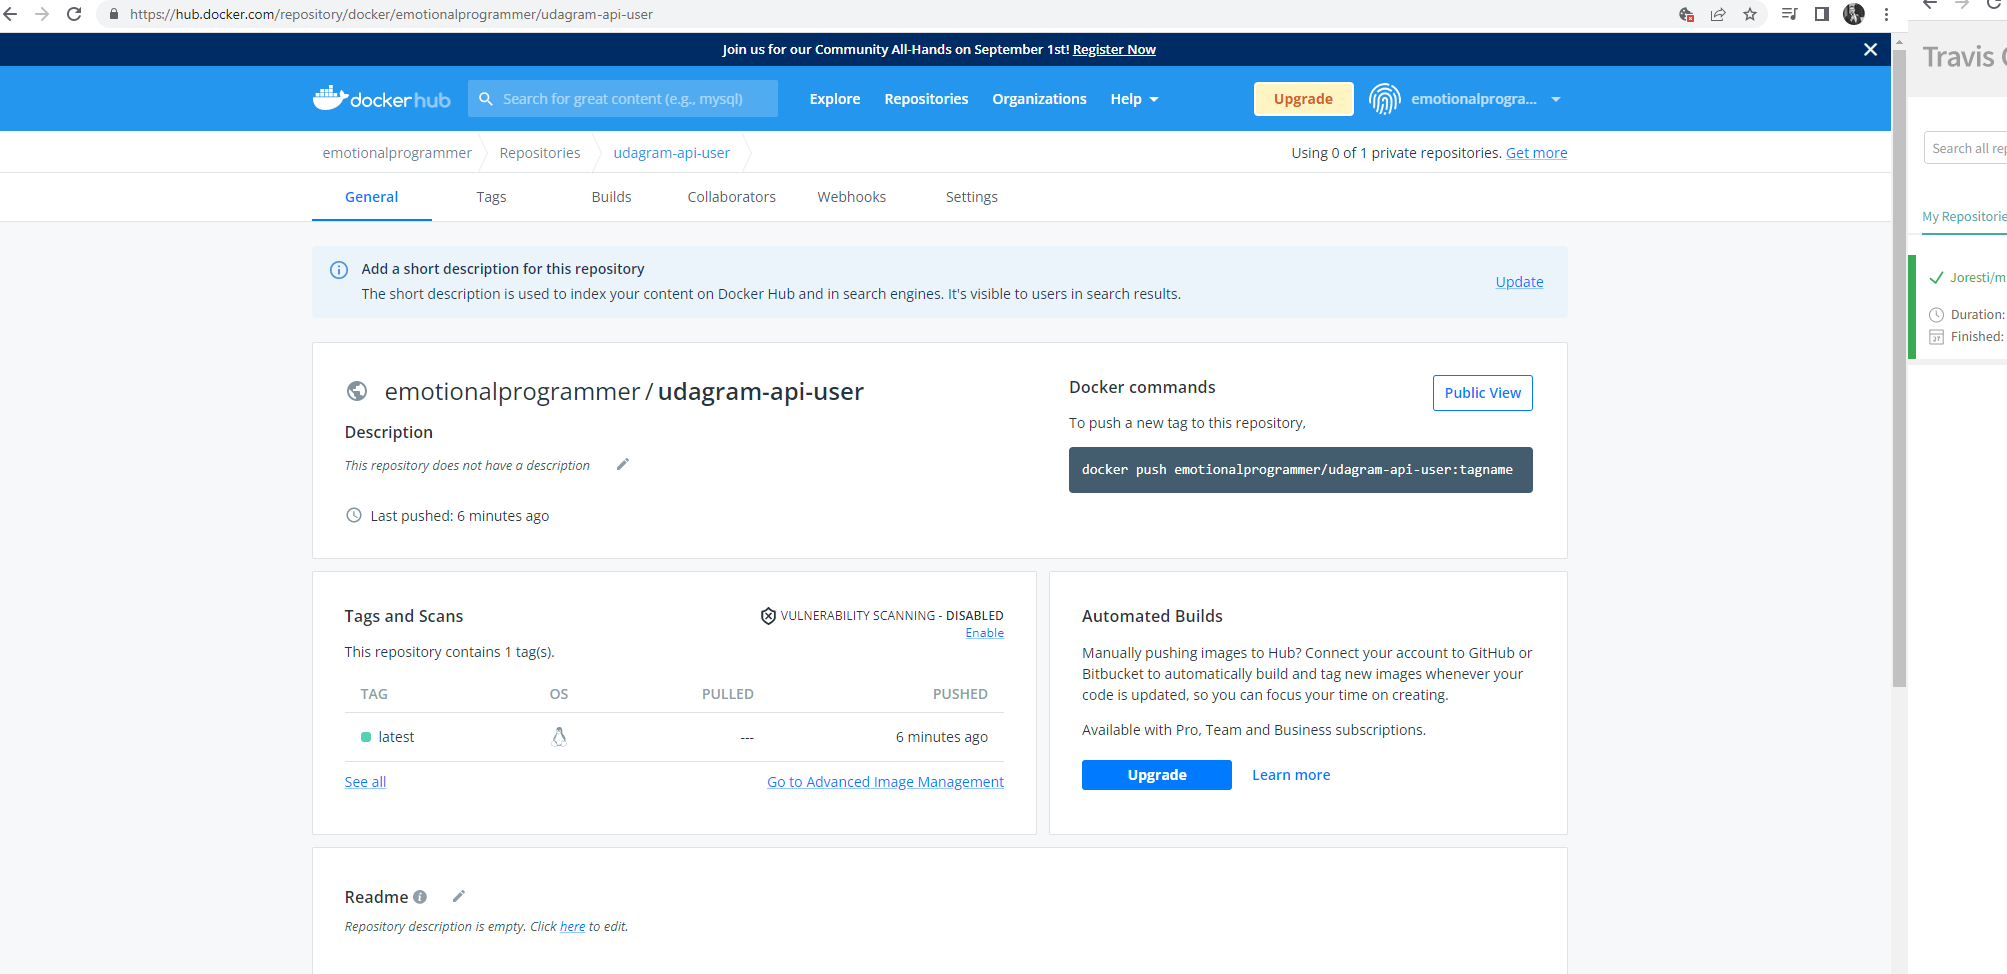 https://hub.docker.com/repository/docker/emotionalprogrammer/udagram-api-user
Join us for our Community All-Hands on September 1st! Register Now
docker hub
Search for great content (e.g., mysql)
Explore
Repositories
Organizations
Help
Upgrade
emotionalprogra...
emotionalprogrammer
Repositories
udagram-api-user
Using 0 of 1 private repositories. Get more
General
Tags
Builds
Collaborators
Webhooks
Settings
Add a short description for this repository
The short description is used to index your content on Docker Hub and in search engines. It's visible to users in search results.
Update
emotionalprogrammer / udagram-api-user
Description
This repository does not have a description
Last pushed: 6 minutes ago
Docker commands
Public View
To push a new tag to this repository,
docker push emotionalprogrammer/udagram-api-user:tagname
Tags and Scans
VULNERABILITY SCANNING - DISABLED
Enable
This repository contains 1 tag(s).
TAG OS PULLED PUSHED
latest --- 6 minutes ago
See all
Go to Advanced Image Management
Automated Builds
Manually pushing images to Hub? Connect your account to GitHub or
Bitbucket to automatically build and tag new images whenever your
code is updated, so you can focus your time on creating.
Available with Pro, Team and Business subscriptions.
Upgrade
Learn more
Readme
Repository description is empty. Click here to edit.
Travis
Search all rep
My Repositorie
Joresti/m
Duration:
27
Finished: